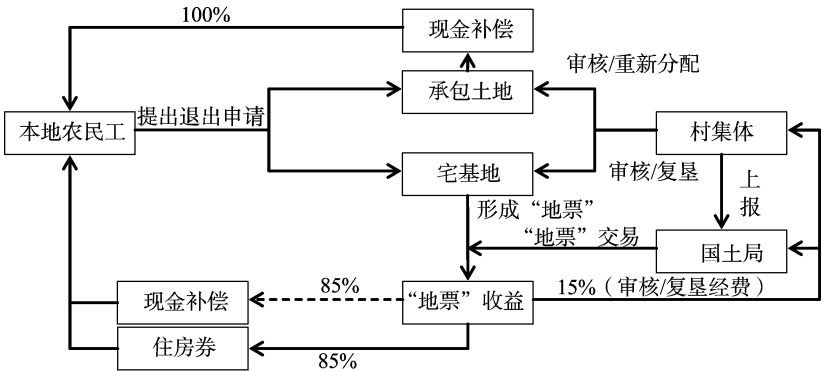 100%
现金补偿
审核/重新分配
承包土地
提出退出申请
本地农民工
村集体
宅基地
审核/复垦
上报
形成“地票”
“地票”交易
国土局
85%
现金补偿
“地票”收益
15%（审核/复垦经费）
住房券
85%